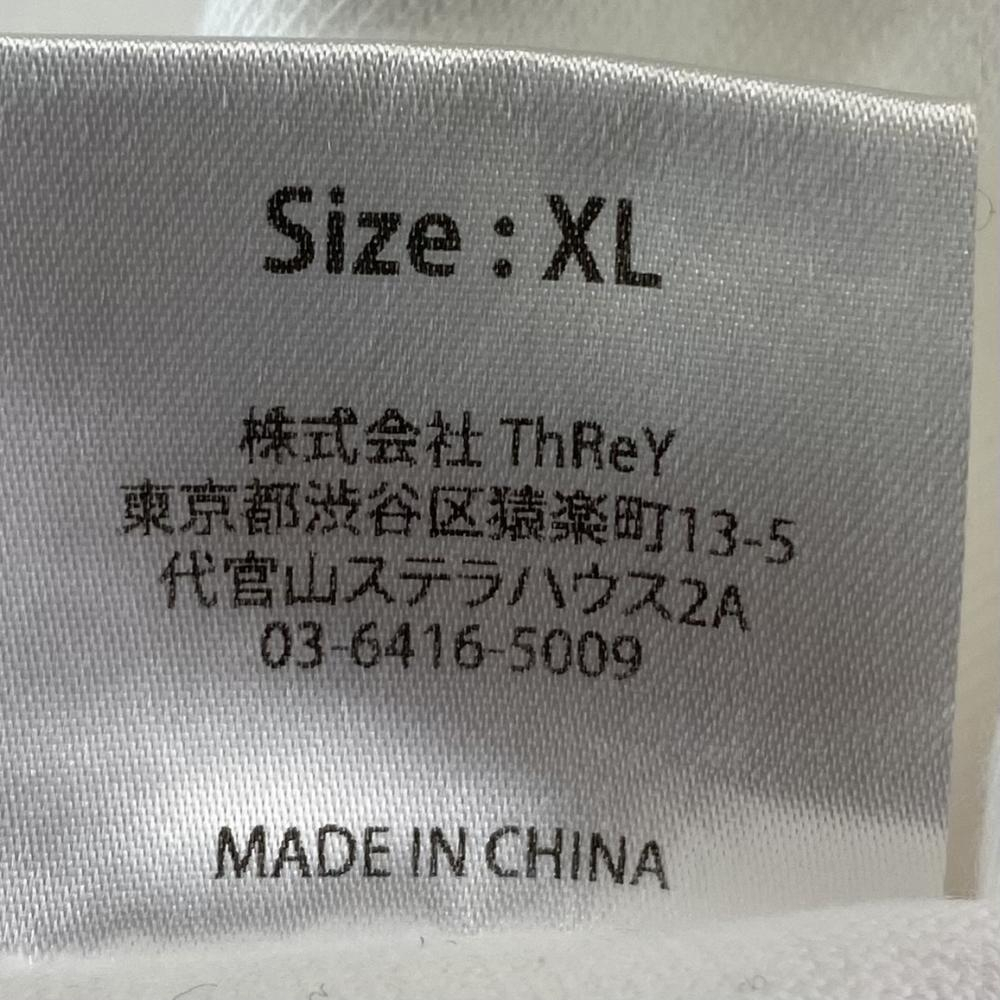 Size : XL
株式会社 ThReY
東京都渋谷区猿楽町13-5
代官山ステラハウス2A
03-6416-5009
MADE IN CHINA